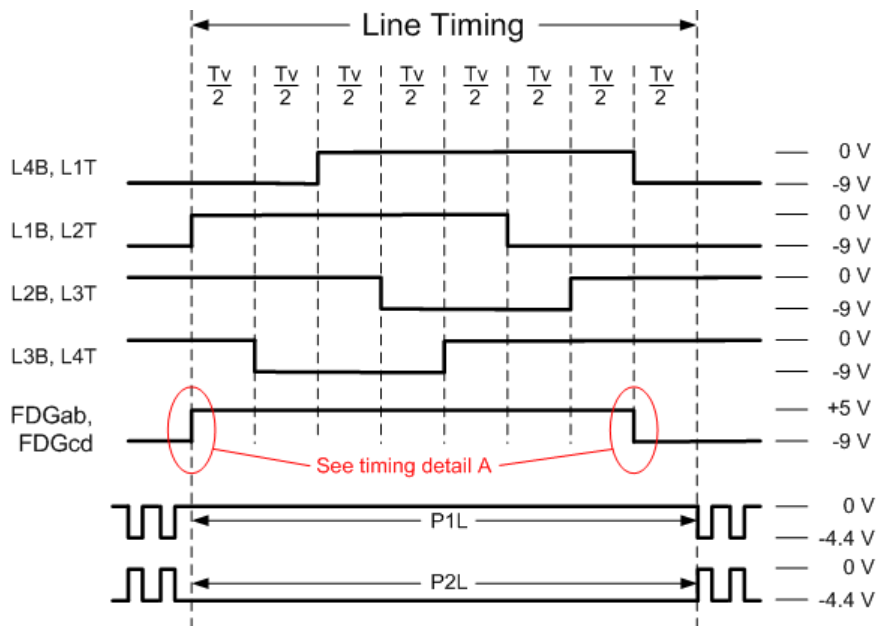 Line Timing
Tv/2 Tv/2 Tv/2 Tv/2 Tv/2 Tv/2 Tv/2 Tv/2
L4B, L1T 0 V
-9 V
L1B, L2T 0 V
-9 V
L2B, L3T 0 V
-9 V
L3B, L4T 0 V
-9 V
FDGab, +5 V
FDGcd -9 V
See timing detail A
P1L 0 V
-4.4 V
P2L 0 V
-4.4 V